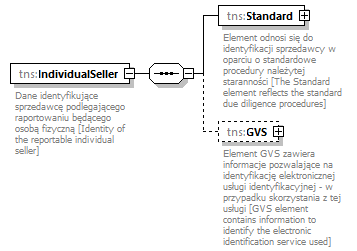 tns:Standard
Element odnosi się do
identyfikacji sprzedawcy w
oparciu o standardowe
procedury należytej
staranności [The Standard
element reflects the standard
due diligence procedures]
tns:IndividualSeller
Dane identyfikujące
sprzedawcę podlegającego
raportowaniu będącego
osobą fizyczną [Identity of
the reportable individual
seller]
tns:GVS
Element GVS zawiera
informacje pozwalające na
identyfikację elektronicznej
usługi identyfikacyjnej - w
przypadku skorzystania z tej
usługi [GVS element
contains information to
identify the electronic
identification service used]